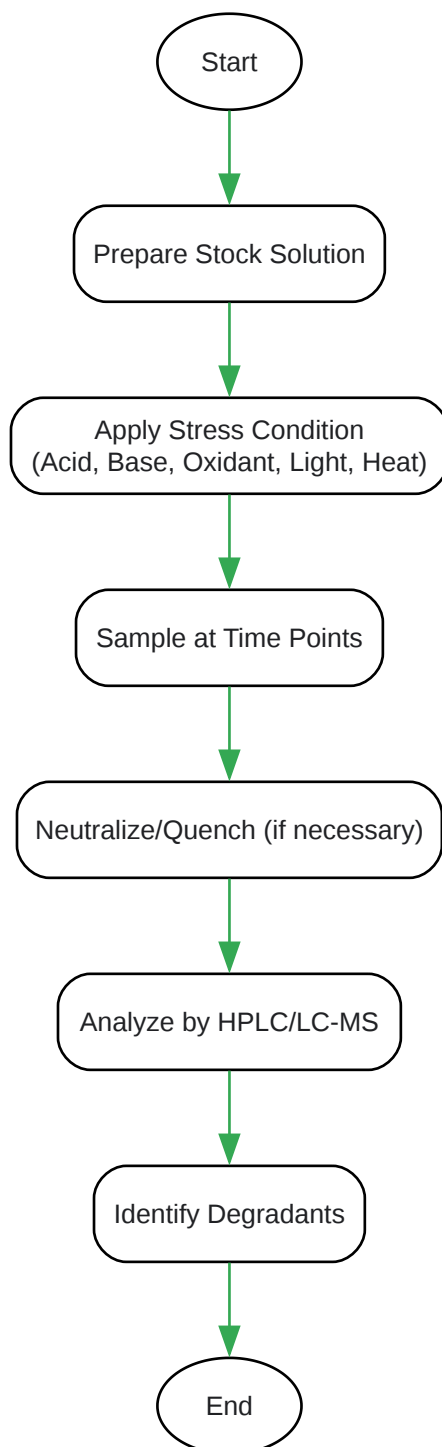 Start
Prepare Stock Solution
Apply Stress Condition
(Acid, Base, Oxidant, Light, Heat)
Sample at Time Points
Neutralize/Quench (if necessary)
Analyze by HPLC/LC-MS
Identify Degradants
End